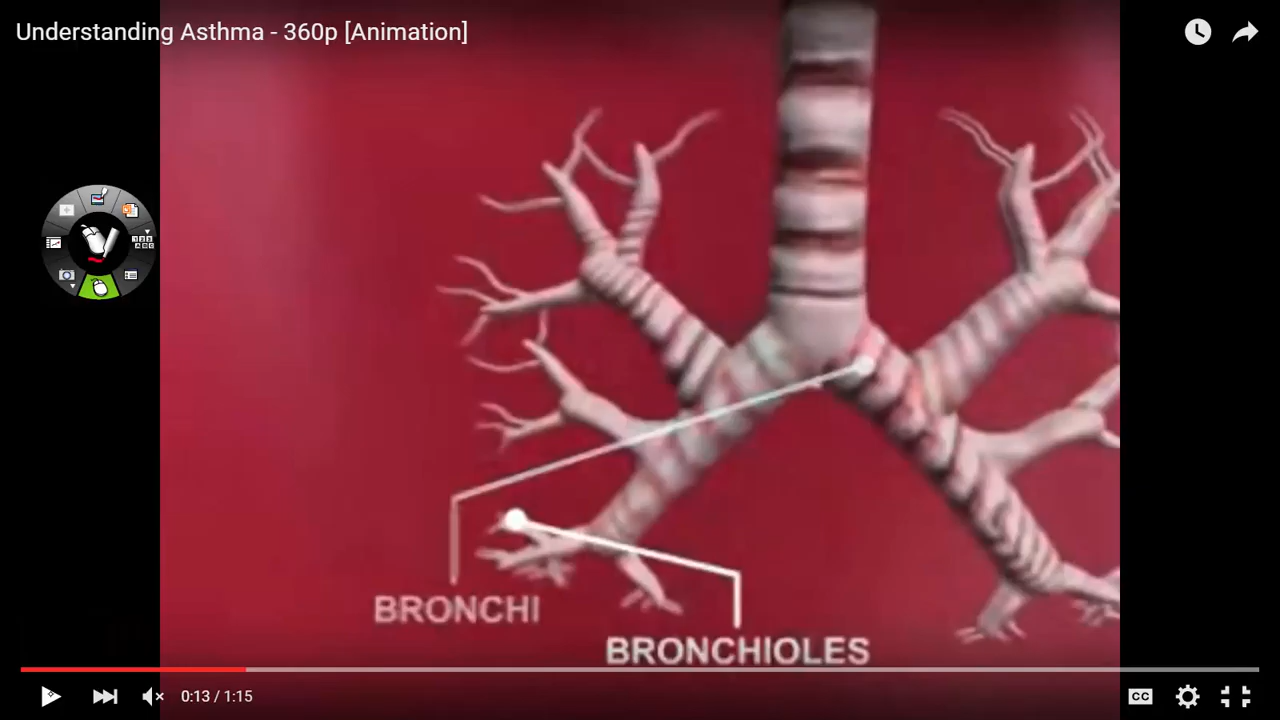 Understanding Asthma - 360p [Animation]
BRONCHI
BRONCHIOLES
0:13 / 1:15
CC